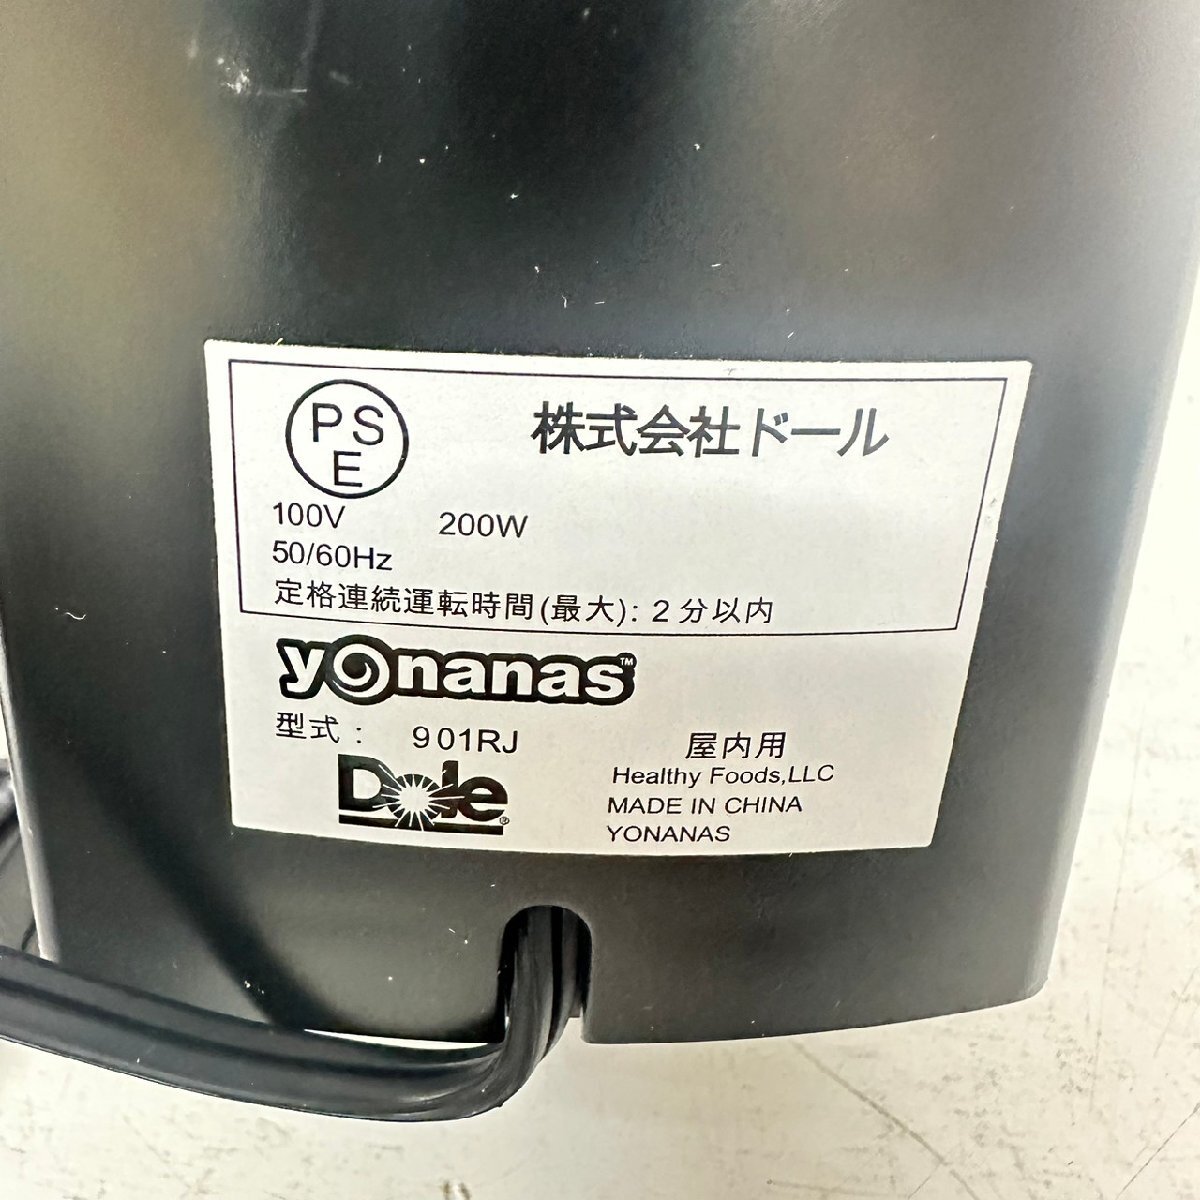 PS
E
株式会社ドール
100V 200W
50/60Hz
定格連続運転時間(最大): 2分以内
yonanas™
型式: 901RJ
屋内用
Dole®
Healthy Foods,LLC
MADE IN CHINA
YONANAS